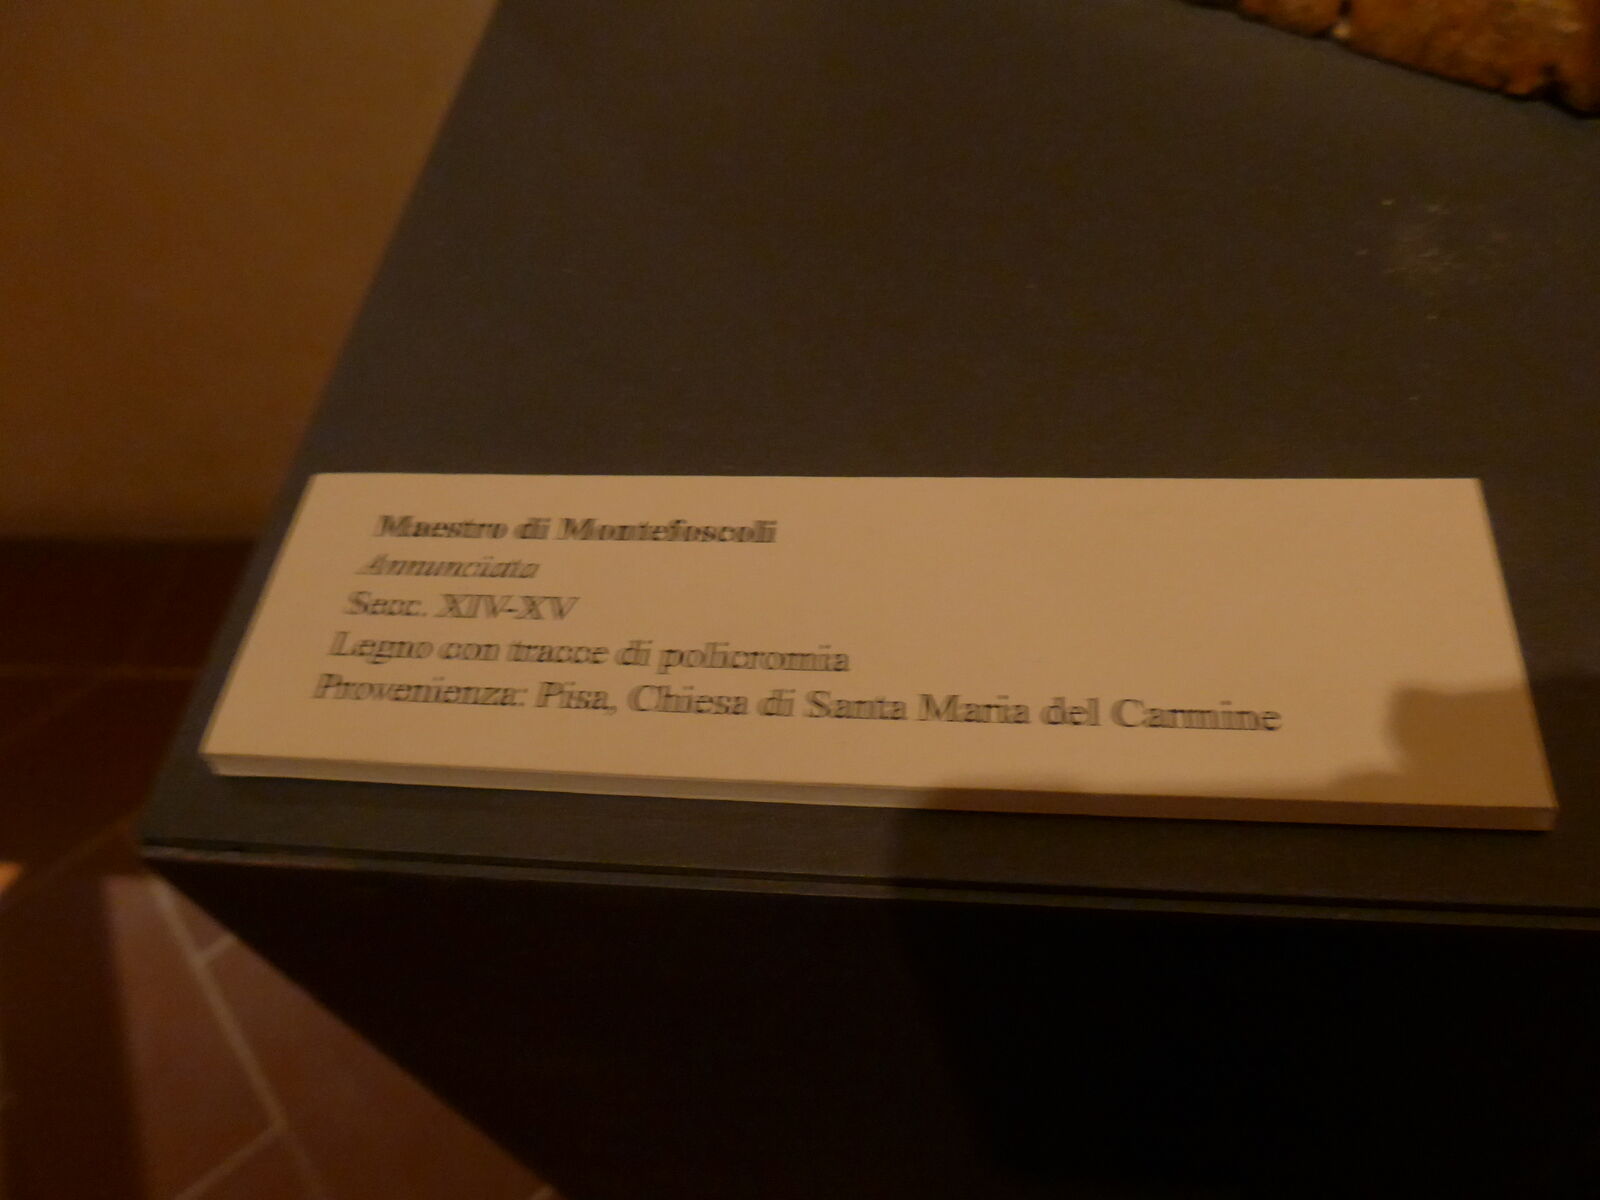 Maestro di Montefoscoli
Annunciata
Secc. XIV-XV
Legno con tracce di policromia
Provenienza: Pisa, Chiesa di Santa Maria del Carmine